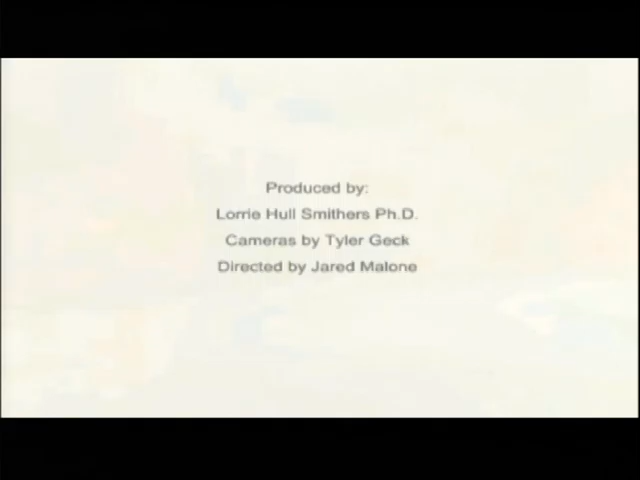 Produced by:
Lorrie Hull Smithers Ph.D.
Cameras by Tyler Geck
Directed by Jared Malone